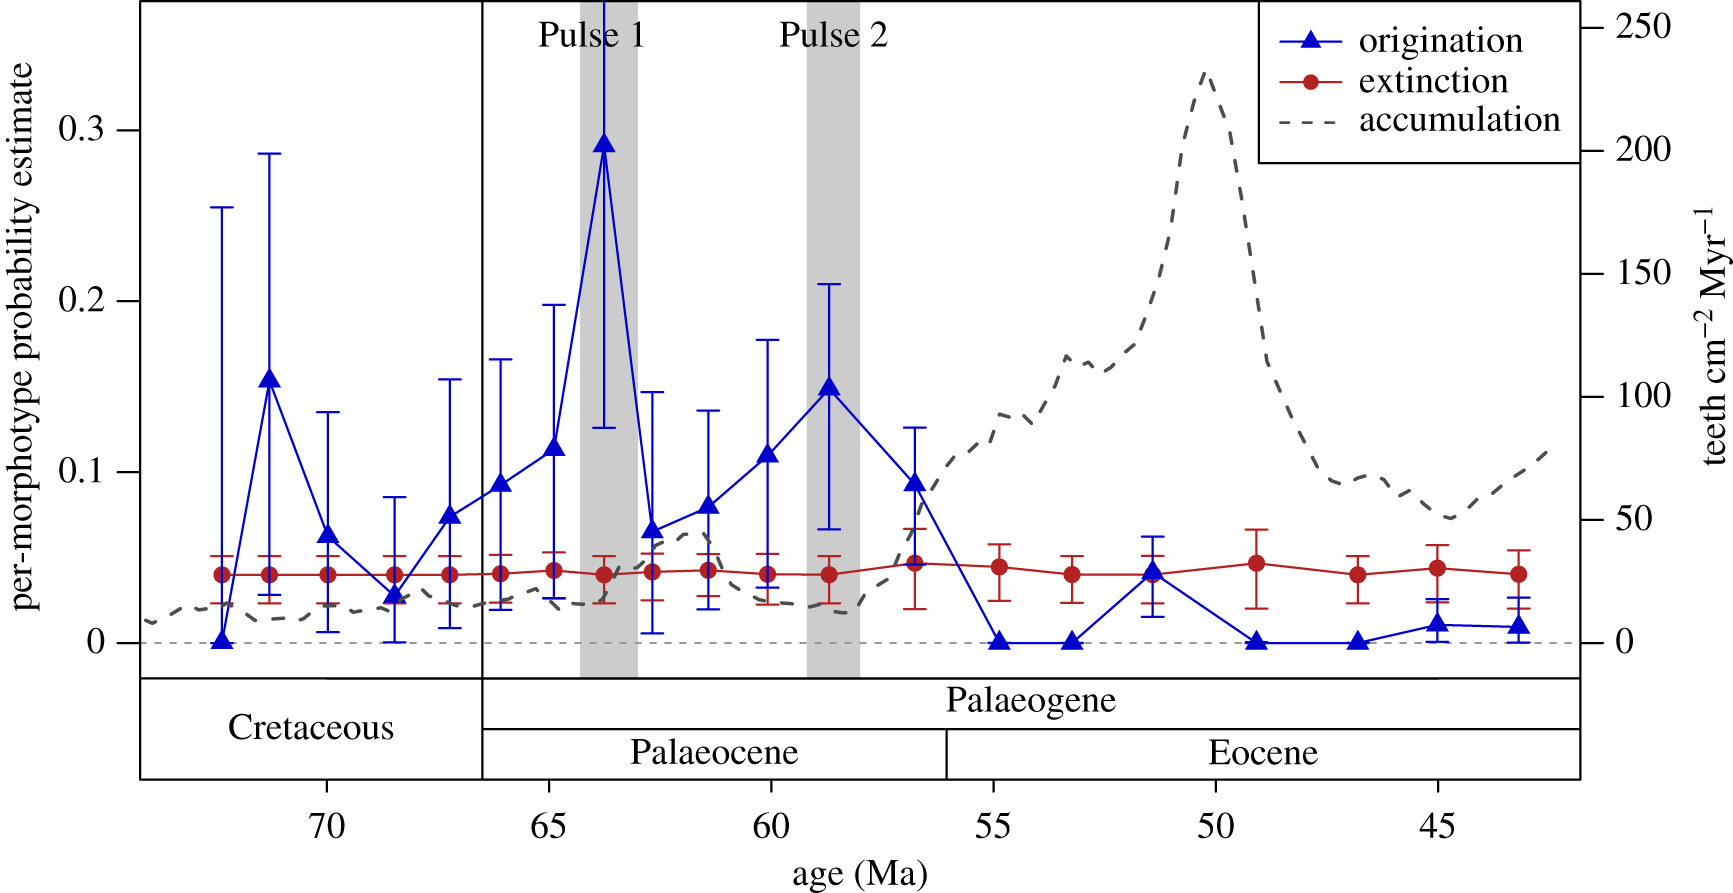 Pulse 1
Pulse 2
origination
extinction
accumulation
per-morphotype probability estimate
0.3
0.2
0.1
0
250
200
150
100
50
0
teeth cm⁻² Myr⁻¹
Palaeogene
Cretaceous
Palaeocene
Eocene
70
65
60
55
50
45
age (Ma)